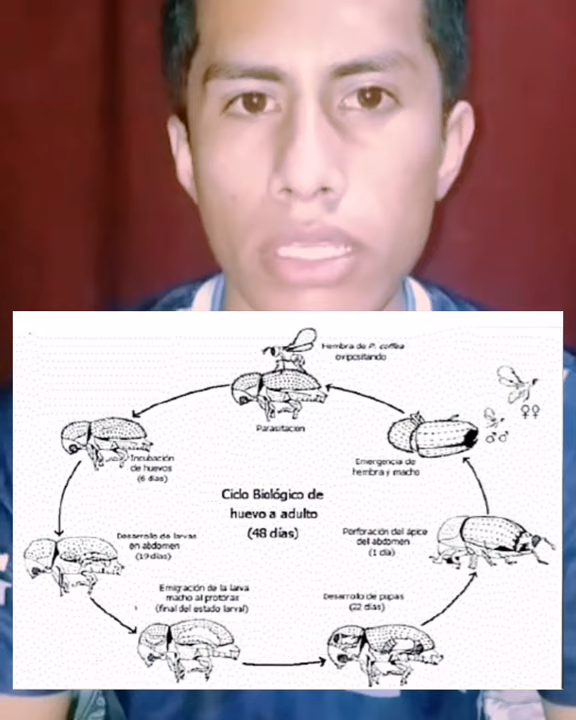 Hembra de P. coffea
ovipositando
Parasitacion
Incubación
de huevos
(6 días)
Emergencia de
hembra y macho
♂♂
♀♀
Ciclo Biológico de
huevo a adulto
(48 días)
Desarrollo de larvas
en abdomen
(19 días)
Perforación del ápice
del abdomen
(1 día)
Emigración de la larva
macho al protórax
(final del estado larval)
Desarrollo de pupas
(22 días)